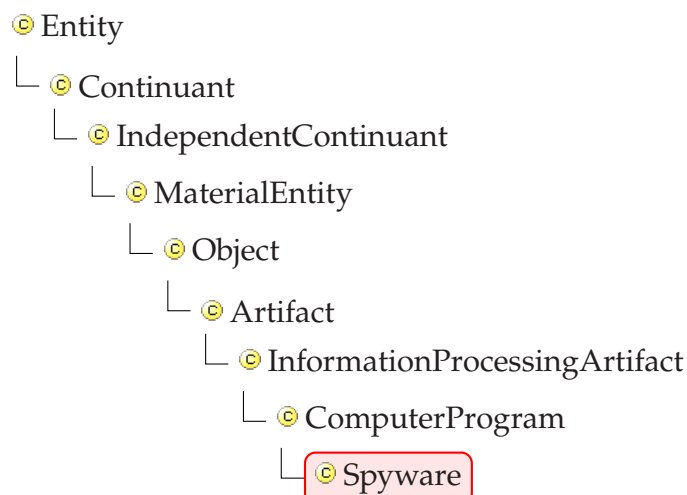 C Entity
C Continuant
C IndependentContinuant
C MaterialEntity
C Object
C Artifact
C InformationProcessingArtifact
C ComputerProgram
C Spyware